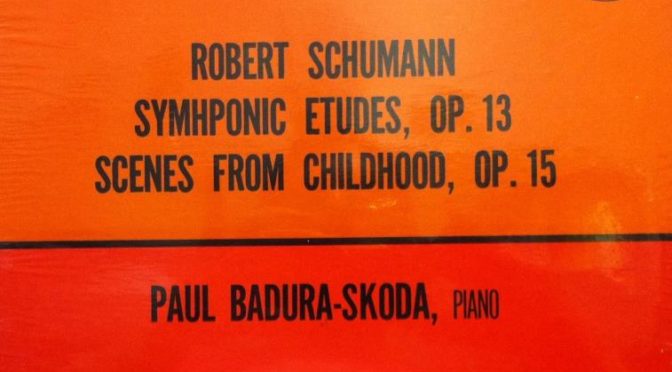 ROBERT SCHUMANN
SYMHPONIC ETUDES, OP. 13
SCENES FROM CHILDHOOD, OP. 15
PAUL BADURA-SKODA, PIANO